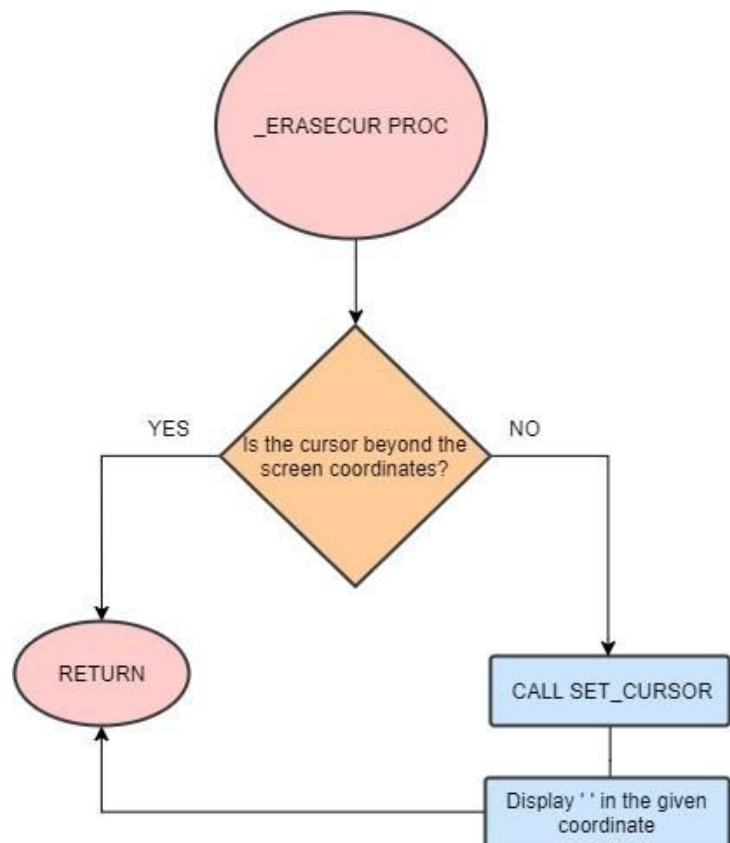 _ERASECUR PROC
YES
NO
Is the cursor beyond the
screen coordinates?
RETURN
CALL SET_CURSOR
Display ' ' in the given
coordinate